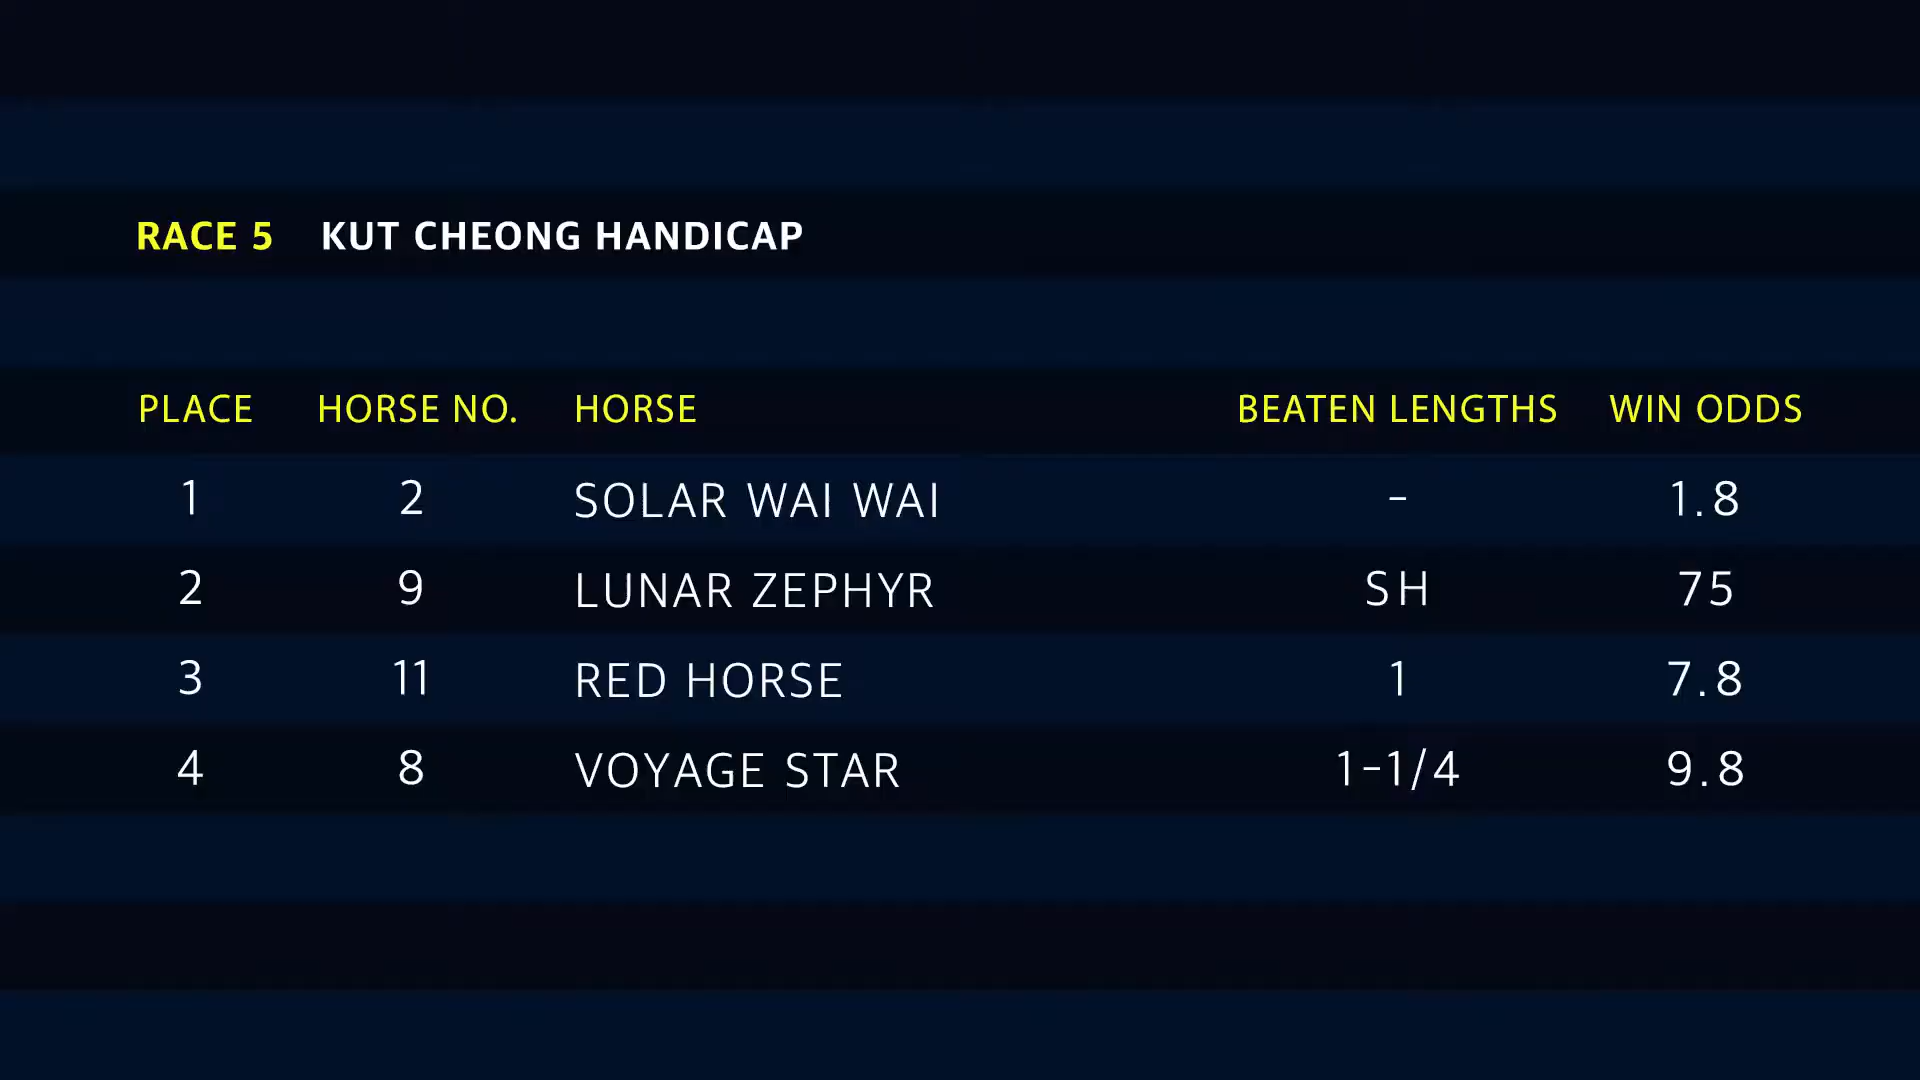 RACE 5 KUT CHEONG HANDICAP
PLACE HORSE NO. HORSE BEATEN LENGTHS WIN ODDS
1 2 SOLAR WAI WAI - 1.8
2 9 LUNAR ZEPHYR SH 75
3 11 RED HORSE 1 7.8
4 8 VOYAGE STAR 1-1/4 9.8